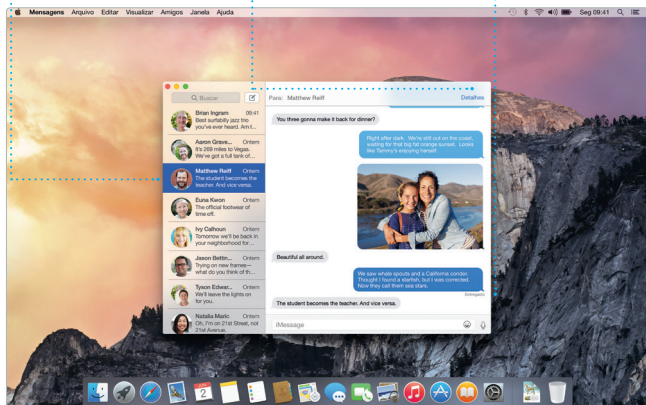 Mensagens Arquivo Editar Visualizar Amigos Janela Ajuda
Seg 09:41
Buscar
Para: Matthew Reiff
Detalhes
Brian Ingram 09:41
Best surfabilly jazz trio
you've ever heard. Am I...
Aaron Grave... Ontem
It's 269 miles to Vegas.
We've got a full tank of...
Matthew Reiff Ontem
The student becomes the
teacher. And vice versa.
Euna Kwon Ontem
The official footwear of
time off.
Ivy Calhoun Ontem
Tomorrow we'll be back in
your neighborhood for...
Jason Bettin... Ontem
Trying on new frames—
what do you think of th...
Tyson Edwar... Ontem
We'll leave the lights on
for you.
Natalia Maric Ontem
Oh, I'm on 21st Street, not
21st Avenue.
You three gonna make it back for dinner?
Right after dark. We're still out on the coast,
waiting for that big fat orange sunset. Looks
like Tammy's enjoying herself.
Beautiful all around.
We saw whale spouts and a California condor.
Thought I found a starfish, but I was corrected.
Now they call them sea stars.
Entregado
The student becomes the teacher. And vice versa.
iMessage
JUN
2